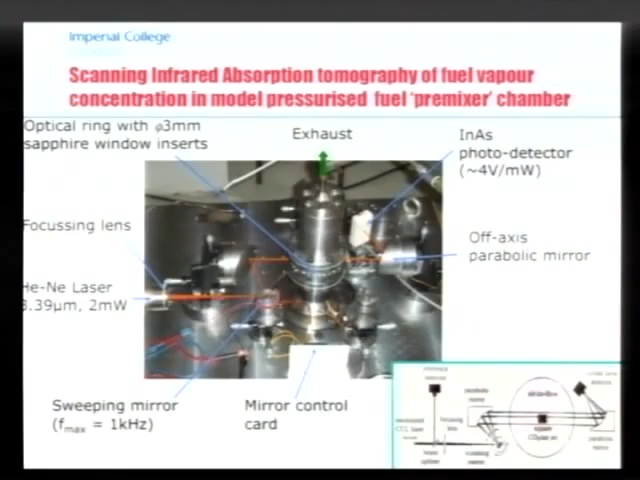 Imperial College
Scanning Infrared Absorption tomography of fuel vapour
concentration in model pressurised fuel 'premixer' chamber
Optical ring with φ3mm
sapphire window inserts
Exhaust
InAs
photo-detector
(~4V/mW)
Focussing lens
Off-axis
parabolic mirror
He-Ne Laser
3.39µm, 2mW
Sweeping mirror
(fmax = 1kHz)
Mirror control
card